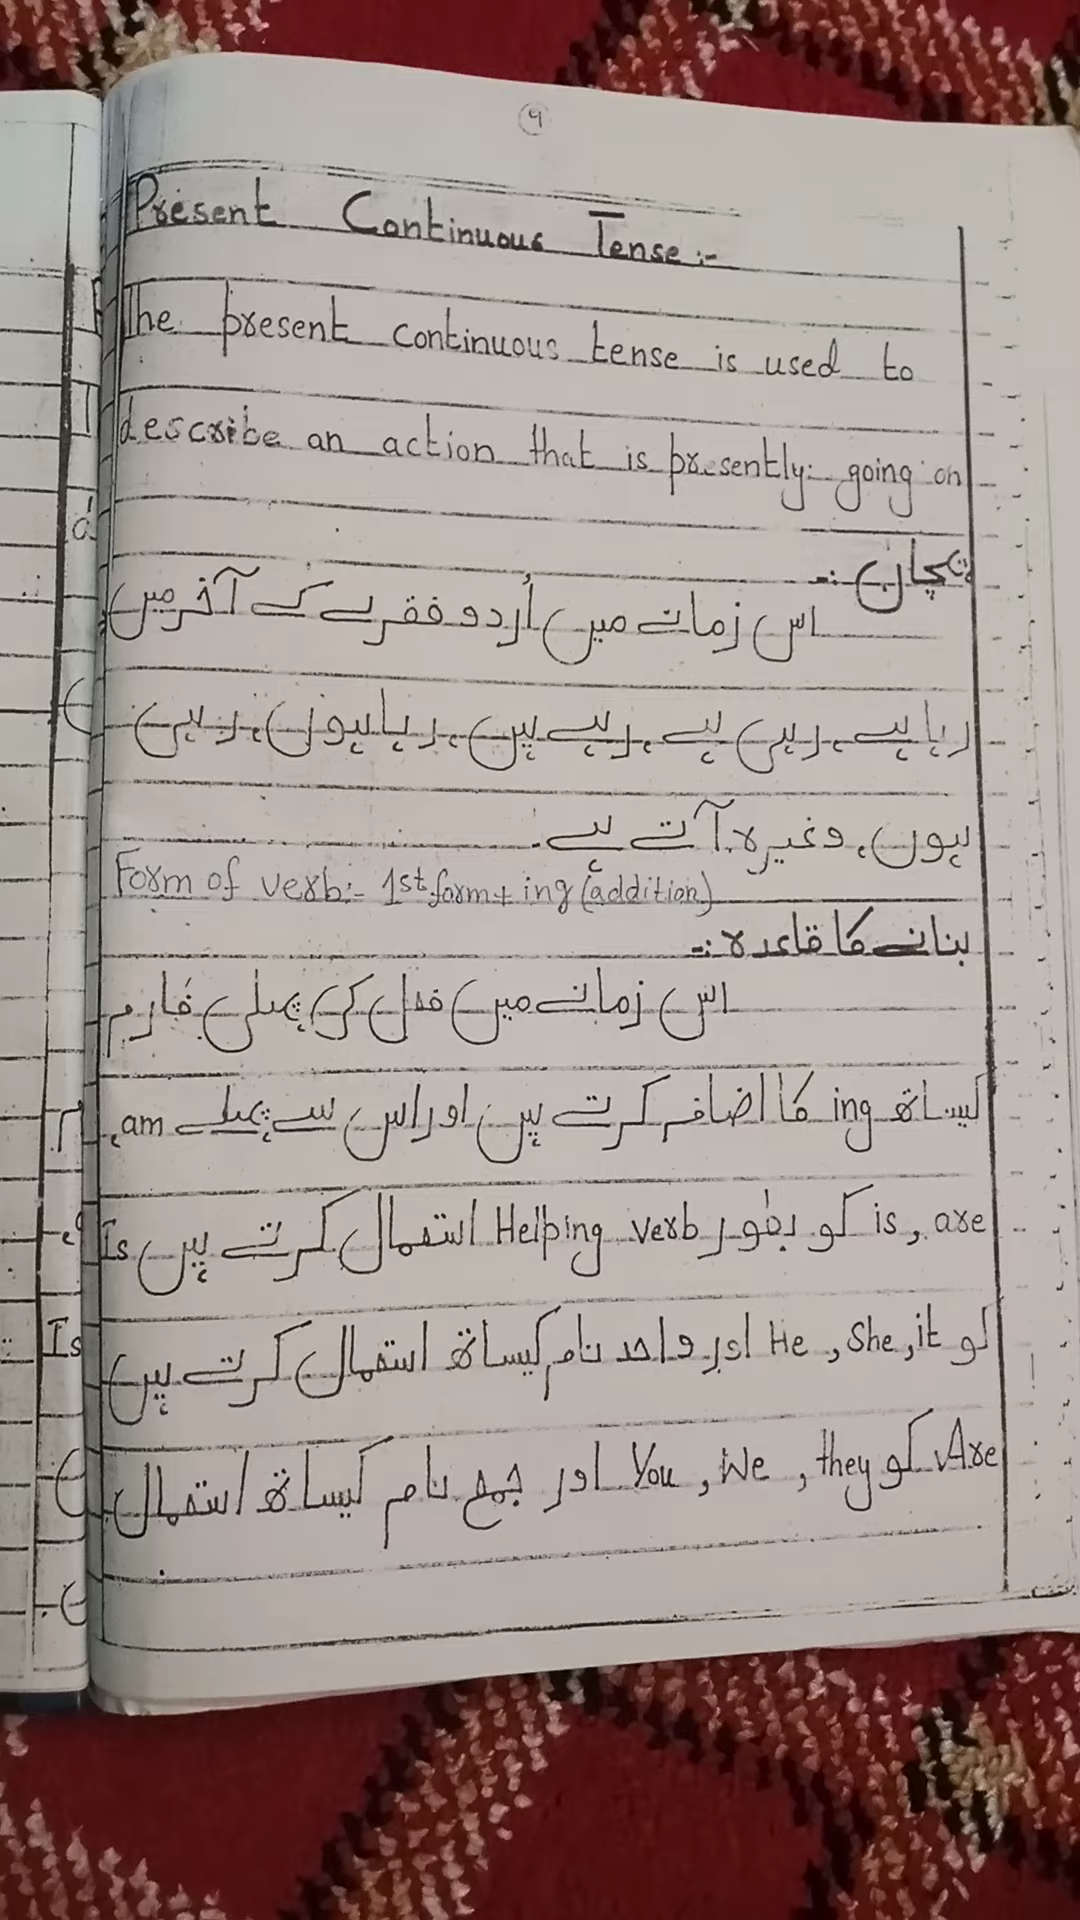 9
Present Continuous Tense:-
The present continuous tense is used to
describe an action that is presently going on
پہچان :-
اس زمانے میں اُردو فقرے کے آخر میں
رہا ہے، رہی ہے، رہے ہیں، رہا ہوں، رہی
ہوں، وغیرہ آتے ہے۔
Form of verb:- 1st form + ing (addition)
بنانے کا قاعدہ :-
اس زمانے میں فعل کی پہلی فارم
کیساتھ ing کا اضافہ کرتے ہیں اور اس سے پہلے am,
is, are کو بطور Helping verb استعمال کرتے ہیں Is
کو He, She, it اور واحد نام کیساتھ استعمال کرتے ہیں
Are کو You, We, they اور جمع نام کیساتھ استعمال